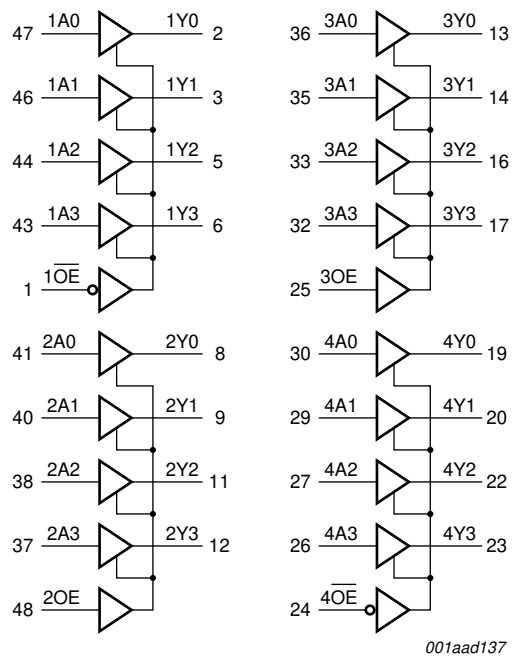 47 1A0 1Y0 2
46 1A1 1Y1 3
44 1A2 1Y2 5
43 1A3 1Y3 6
1 1O̅E̅
41 2A0 2Y0 8
40 2A1 2Y1 9
38 2A2 2Y2 11
37 2A3 2Y3 12
48 2OE
36 3A0 3Y0 13
35 3A1 3Y1 14
33 3A2 3Y2 16
32 3A3 3Y3 17
25 3OE
30 4A0 4Y0 19
29 4A1 4Y1 20
27 4A2 4Y2 22
26 4A3 4Y3 23
24 4O̅E̅
001aad137